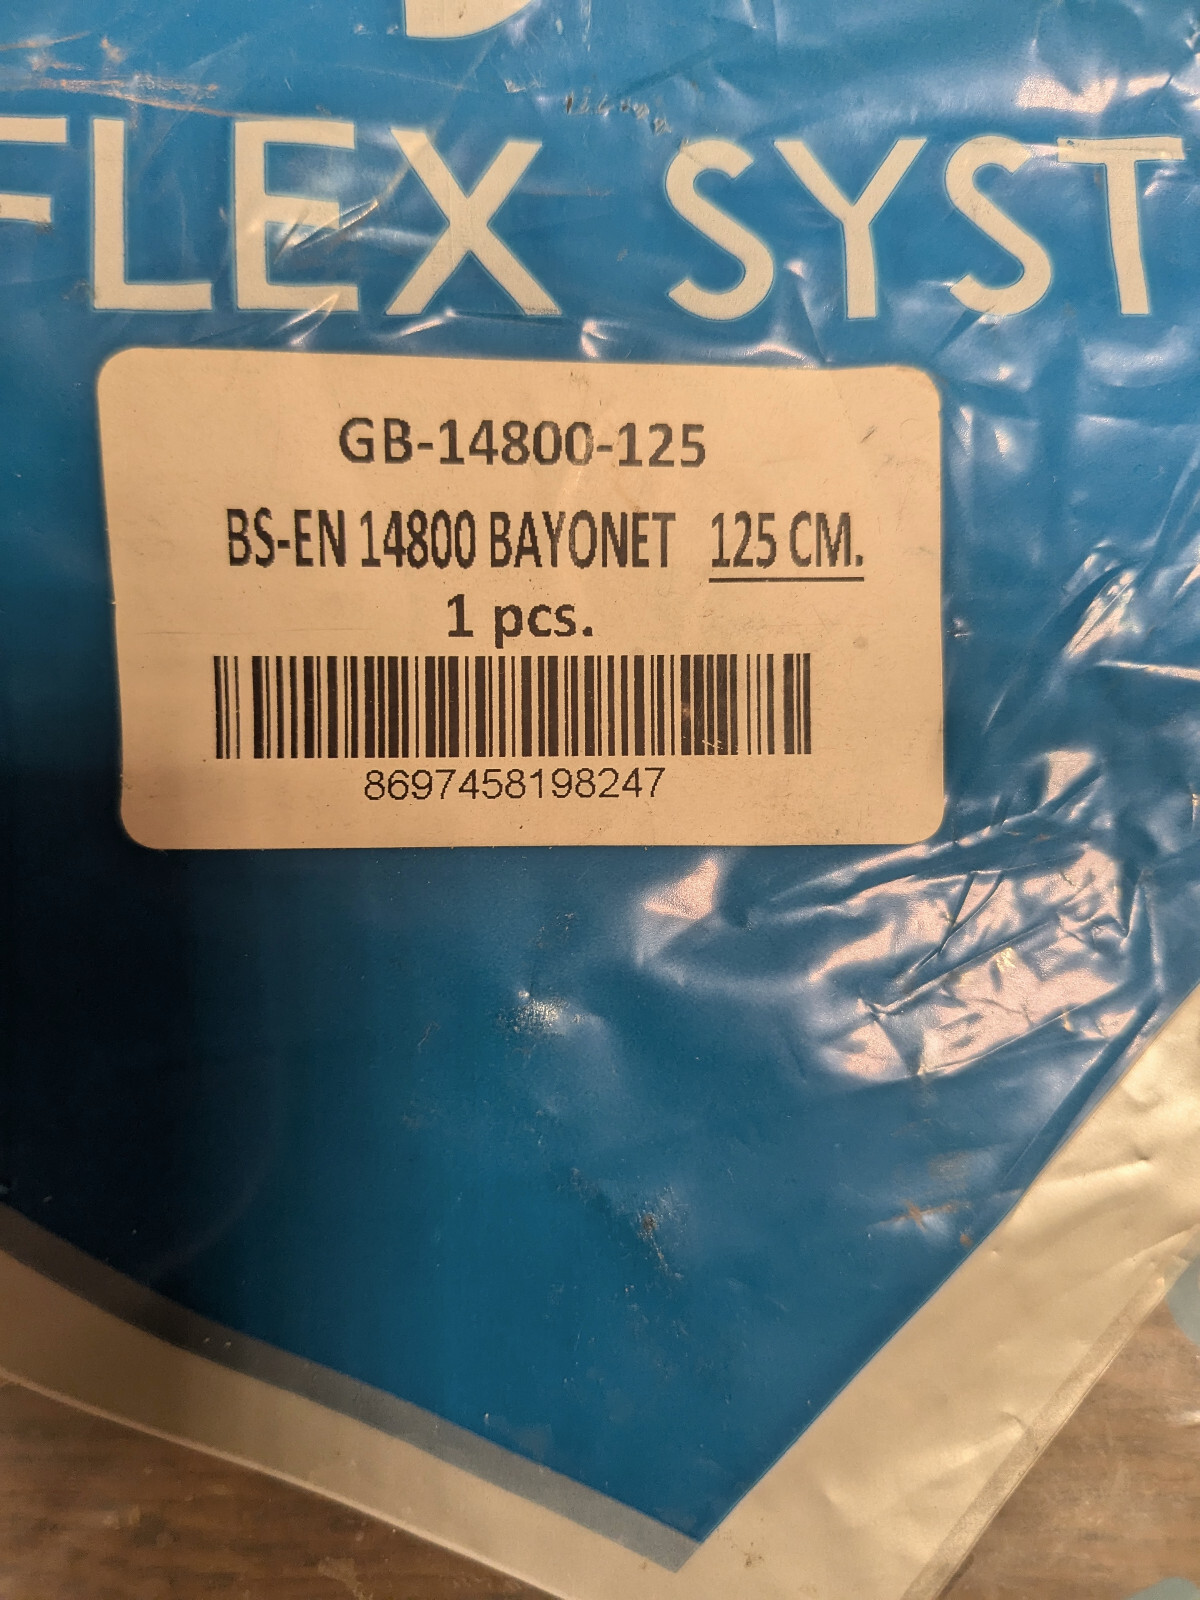 FLEX SYST
GB-14800-125
BS-EN 14800 BAYONET 125 CM.
1 pcs.
8697458198247